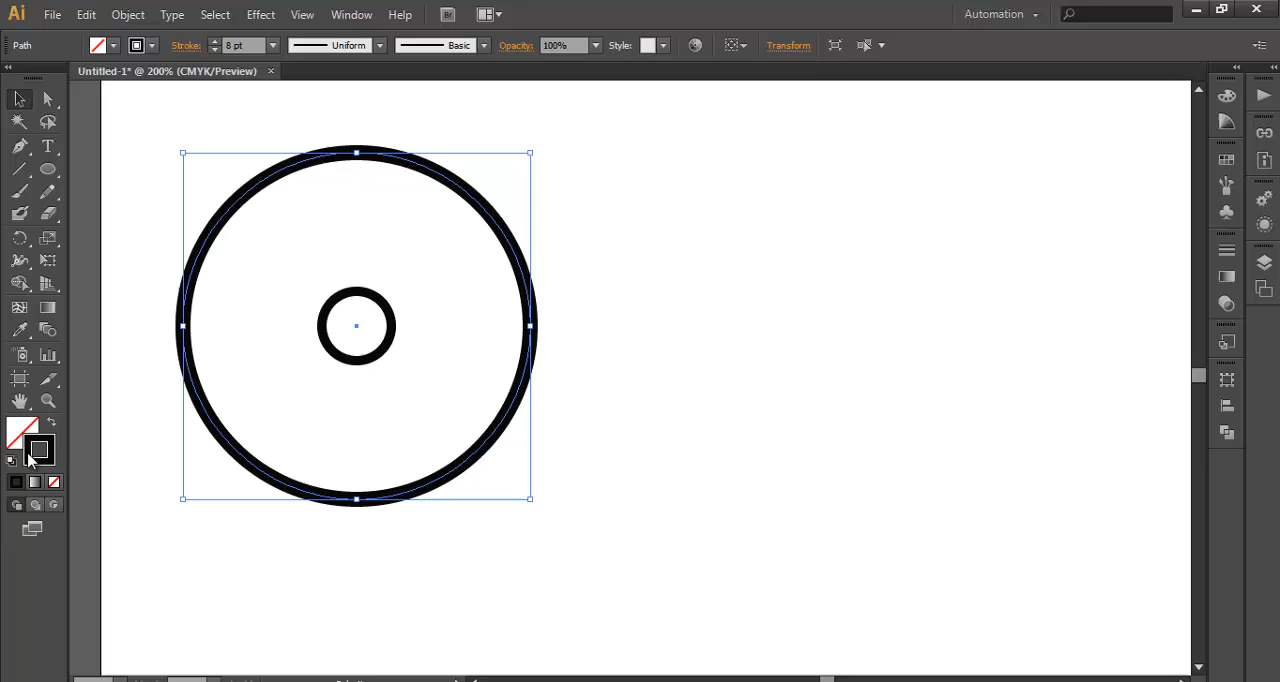 Ai File Edit Object Type Select Effect View Window Help Br Automation
Path Stroke: 8 pt Uniform Basic Opacity: 100% Style: Transform
Untitled-1* @ 200% (CMYK/Preview) ×
T